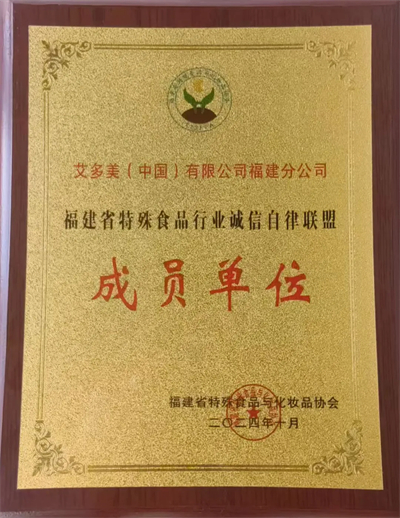 艾多美（中国）有限公司福建分公司
福建省特殊食品行业诚信自律联盟
成员单位
福建省特殊食品与化妆品协会
二〇二四年十月